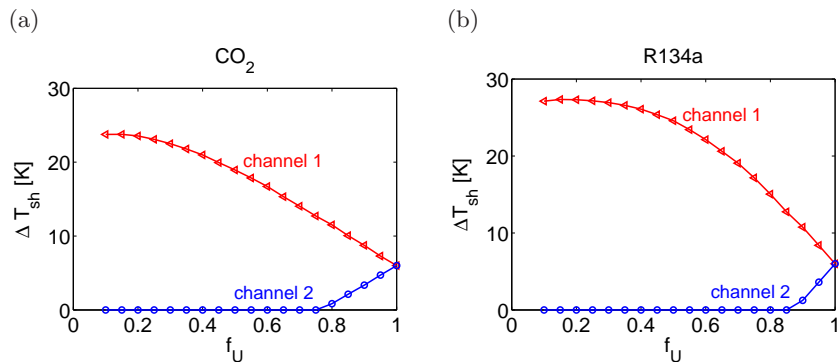 (a)
CO2
30
20
10
0
0 0.2 0.4 0.6 0.8 1
Δ Tsh [K]
fU
channel 1
channel 2
(b)
R134a
30
20
10
0
0 0.2 0.4 0.6 0.8 1
Δ Tsh [K]
fU
channel 1
channel 2